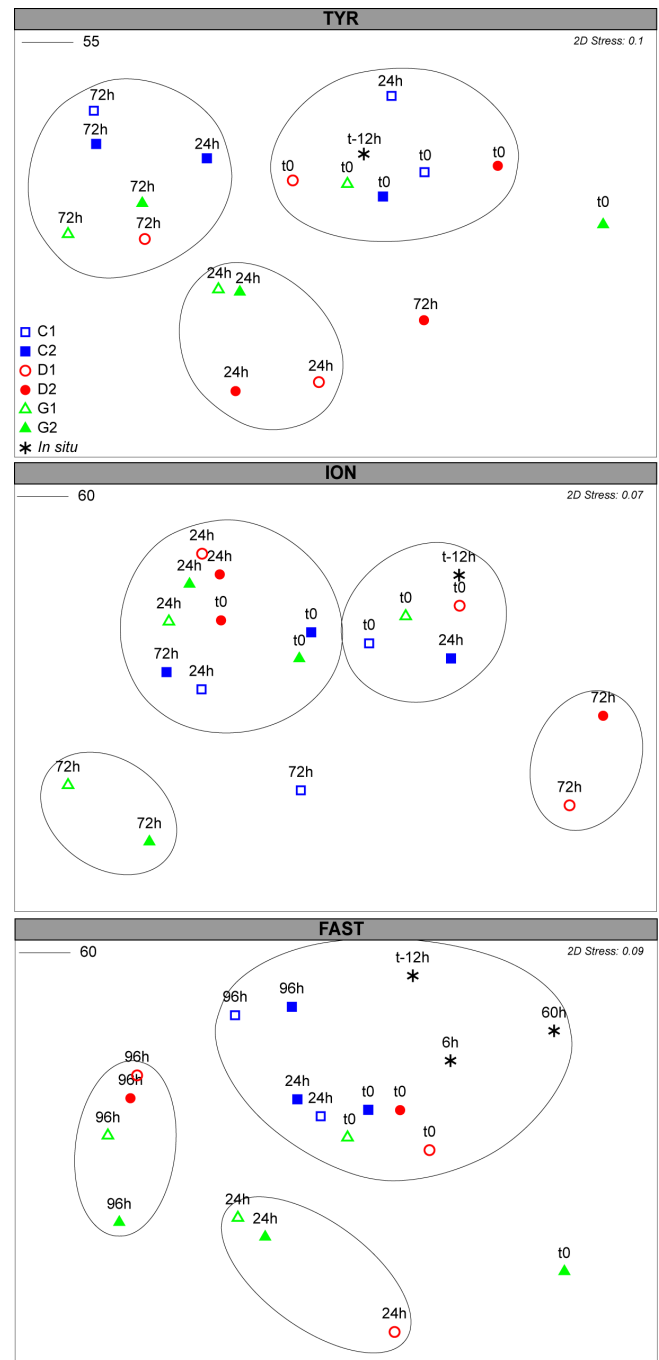 TYR
55
2D Stress: 0.1
72h
24h
72h
t-12h
24h
t0
t0
t0
t0
t0
72h
t0
72h
72h
24h
24h
72h
C1
C2
D1
D2
G1
G2
In situ
24h
24h
ION
60
2D Stress: 0.07
24h
24h
t-12h
24h
t0
24h
t0
t0
t0
t0
t0
24h
72h
24h
72h
72h
72h
72h
72h
FAST
60
2D Stress: 0.09
t-12h
96h
96h
60h
6h
96h
96h
24h
24h
t0
t0
t0
t0
96h
96h
24h
24h
t0
24h